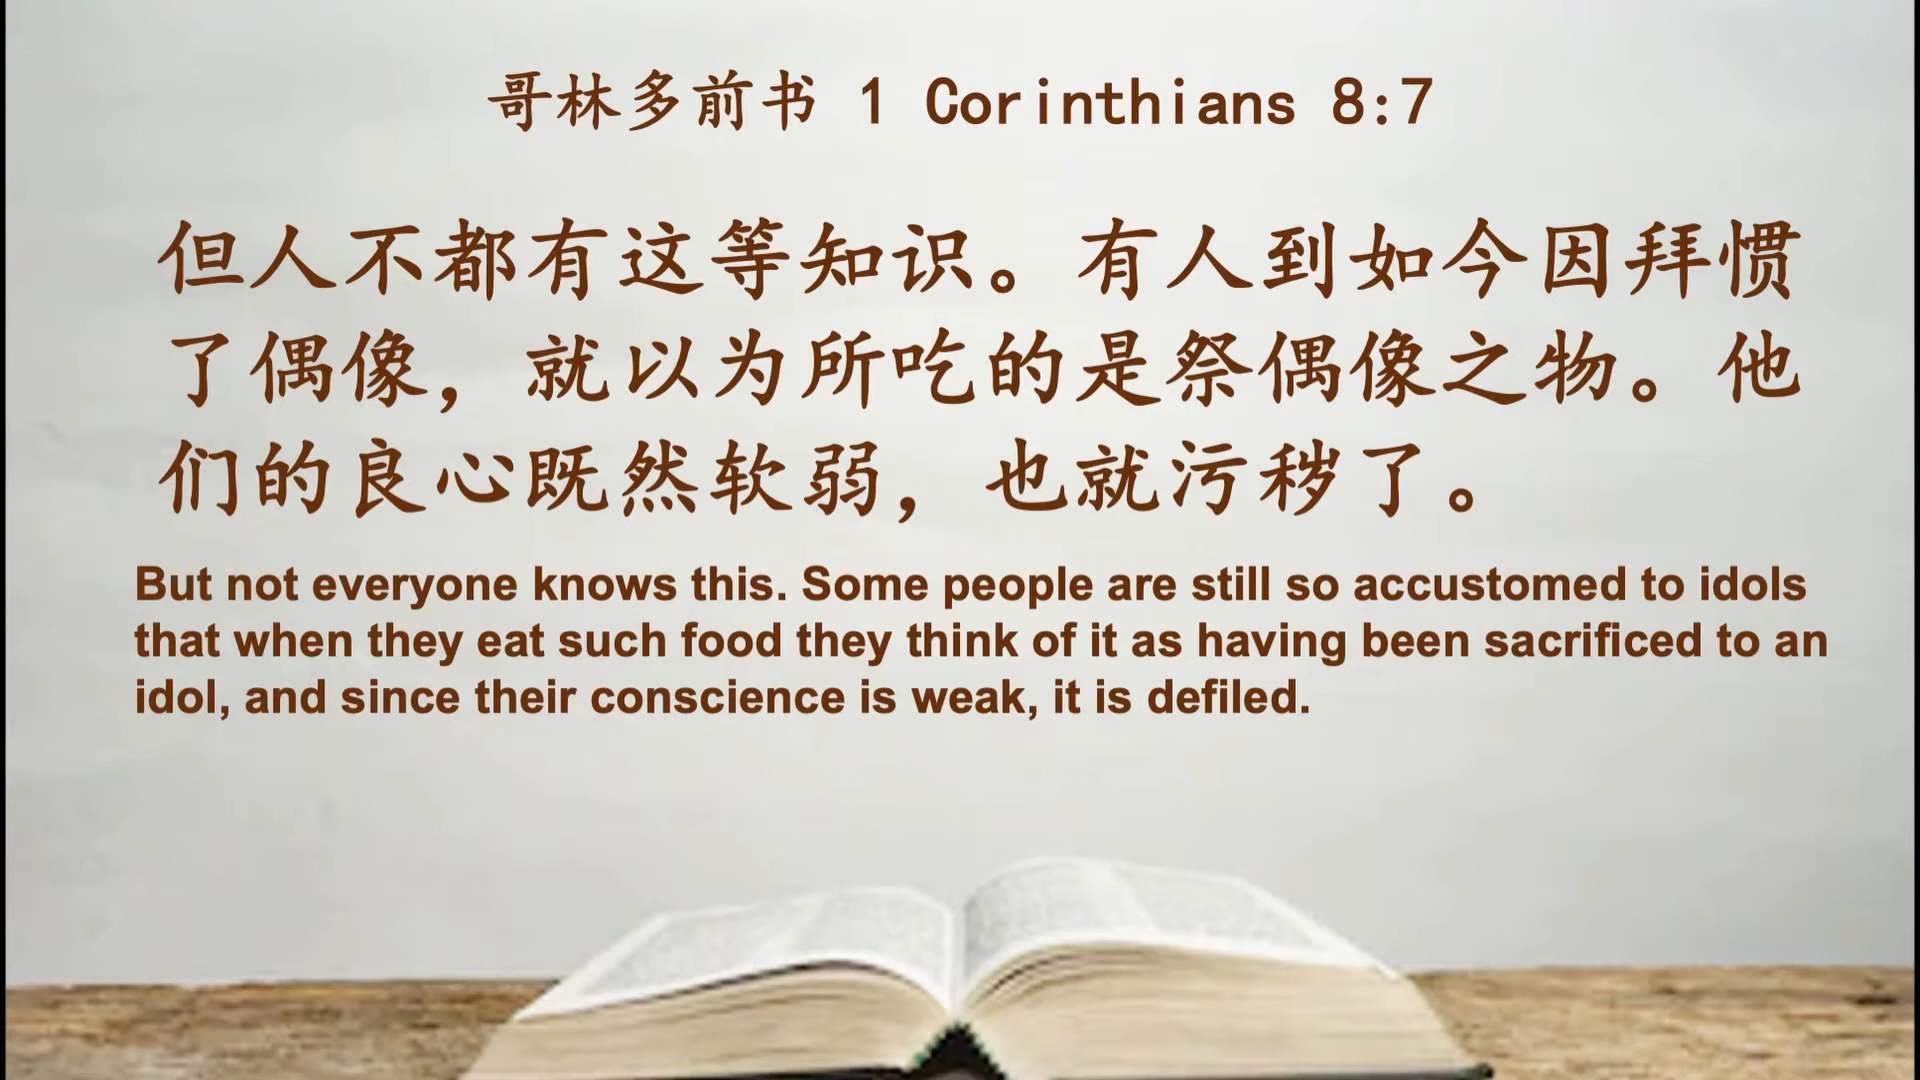 哥林多前书 1 Corinthians 8:7
但人不都有这等知识。有人到如今因拜惯
了偶像，就以为所吃的是祭偶像之物。他
们的良心既然软弱，也就污秽了。
But not everyone knows this. Some people are still so accustomed to idols
that when they eat such food they think of it as having been sacrificed to an
idol, and since their conscience is weak, it is defiled.